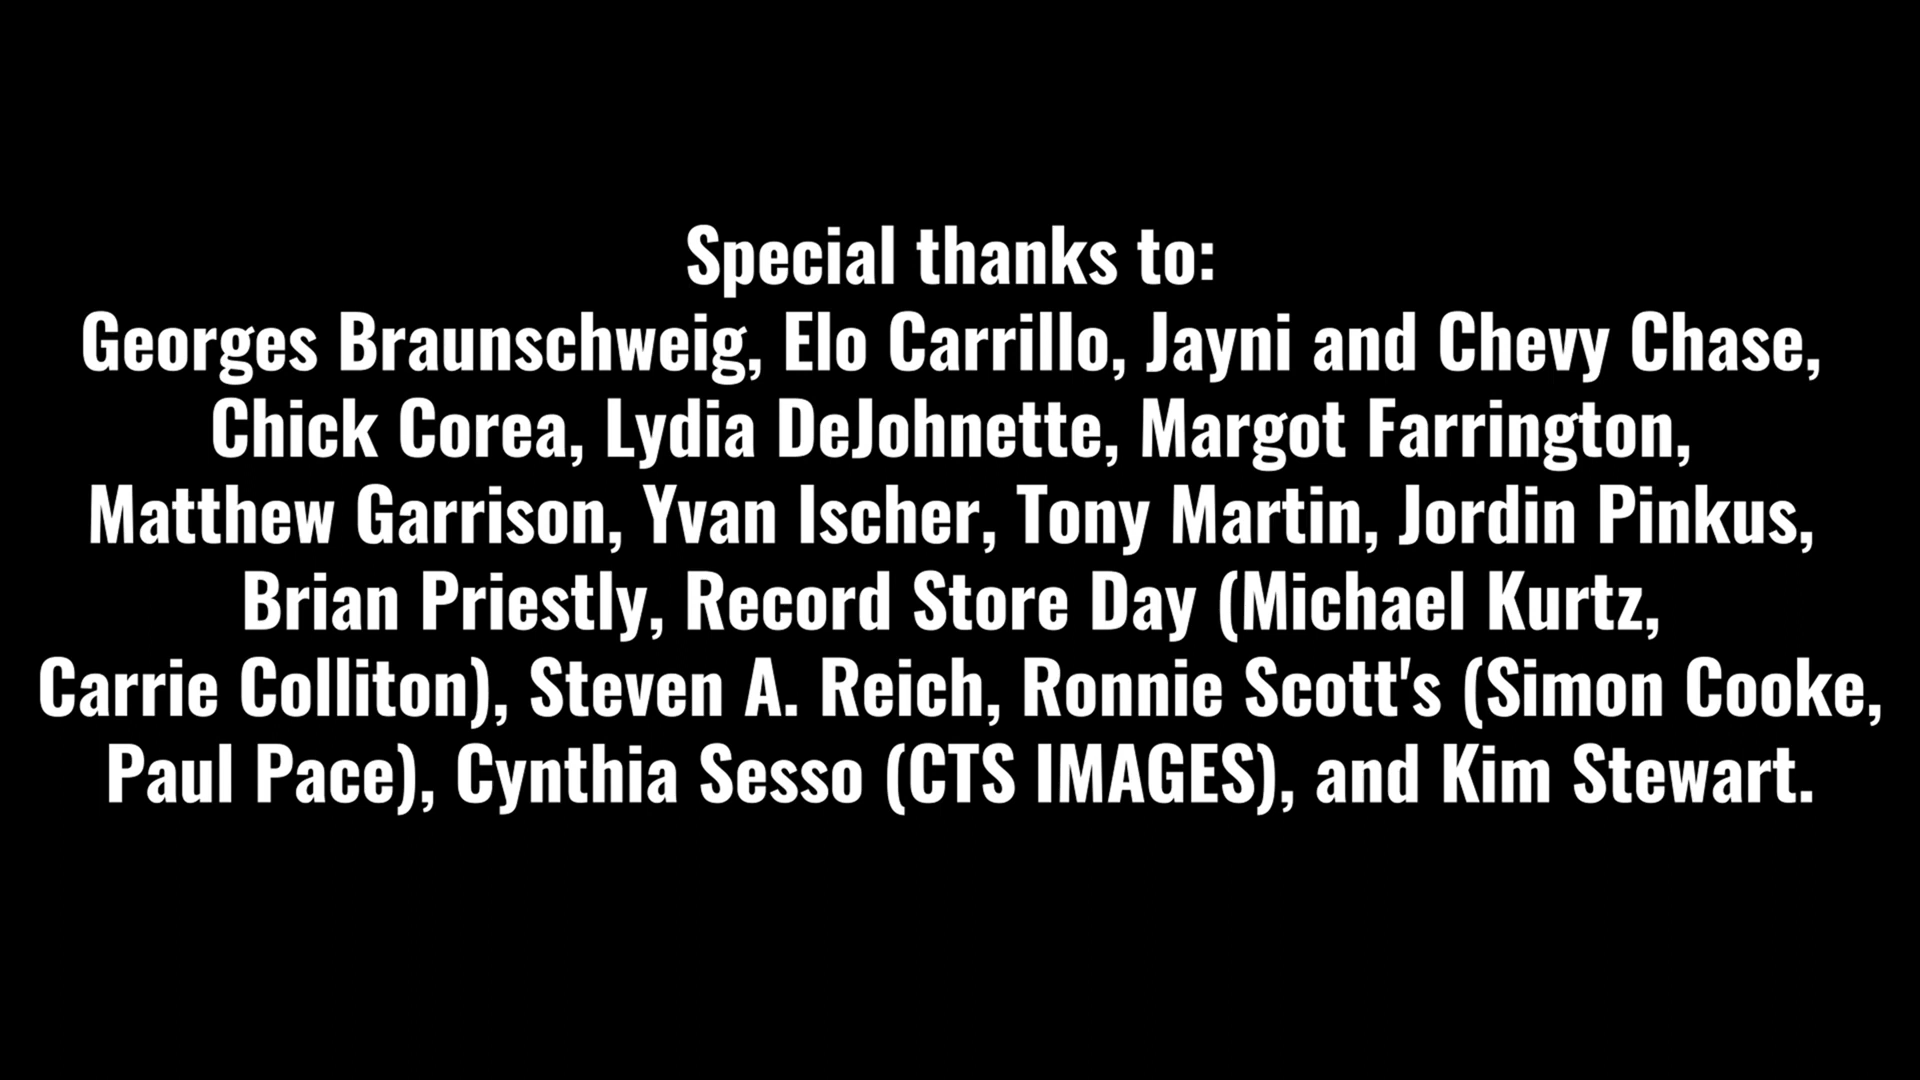 Special thanks to:
Georges Braunschweig, Elo Carrillo, Jayni and Chevy Chase,
Chick Corea, Lydia DeJohnette, Margot Farrington,
Matthew Garrison, Yvan Ischer, Tony Martin, Jordin Pinkus,
Brian Priestly, Record Store Day (Michael Kurtz,
Carrie Colliton), Steven A. Reich, Ronnie Scott's (Simon Cooke,
Paul Pace), Cynthia Sesso (CTS IMAGES), and Kim Stewart.